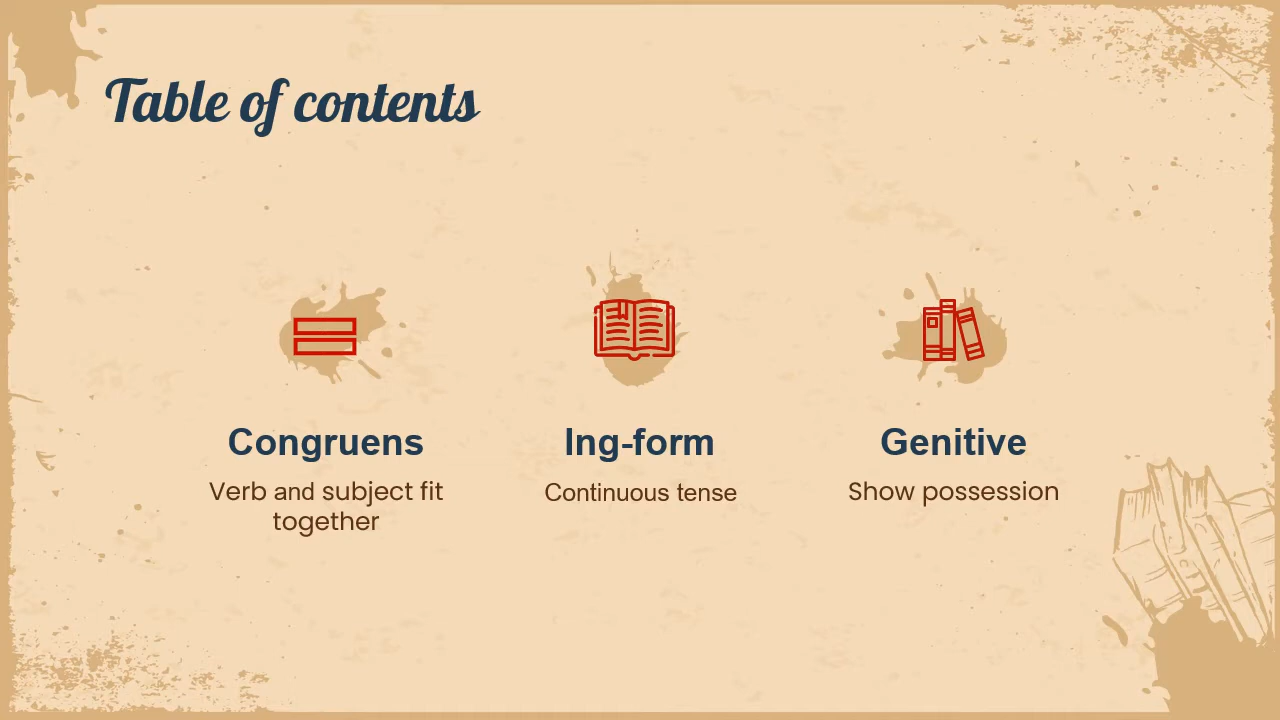 Table of contents
Congruens
Verb and subject fit
together
Ing-form
Continuous tense
Genitive
Show possession